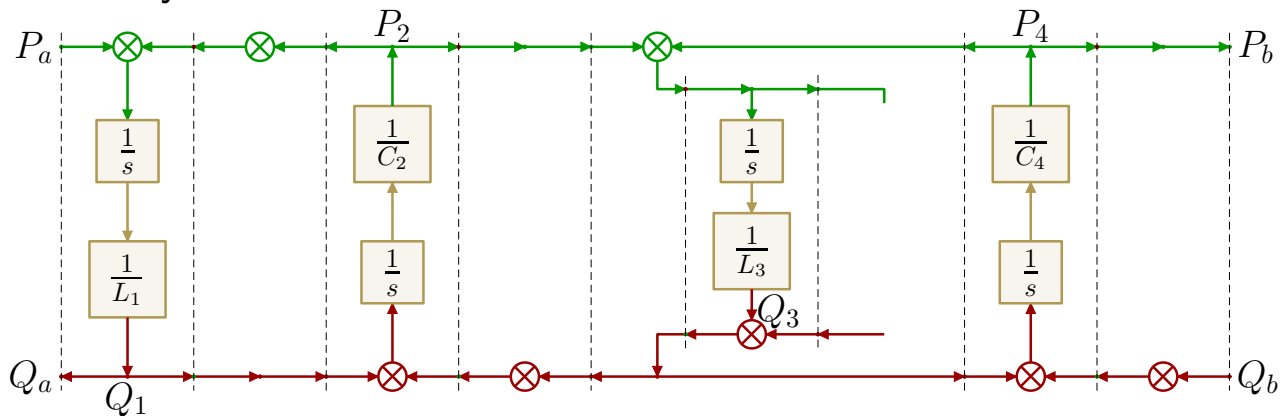 P_a P_2 P_4 P_b
1/s 1/C_2 1/s 1/C_4
1/L_1 1/s 1/L_3 1/s
Q_3
Q_a Q_1 Q_b